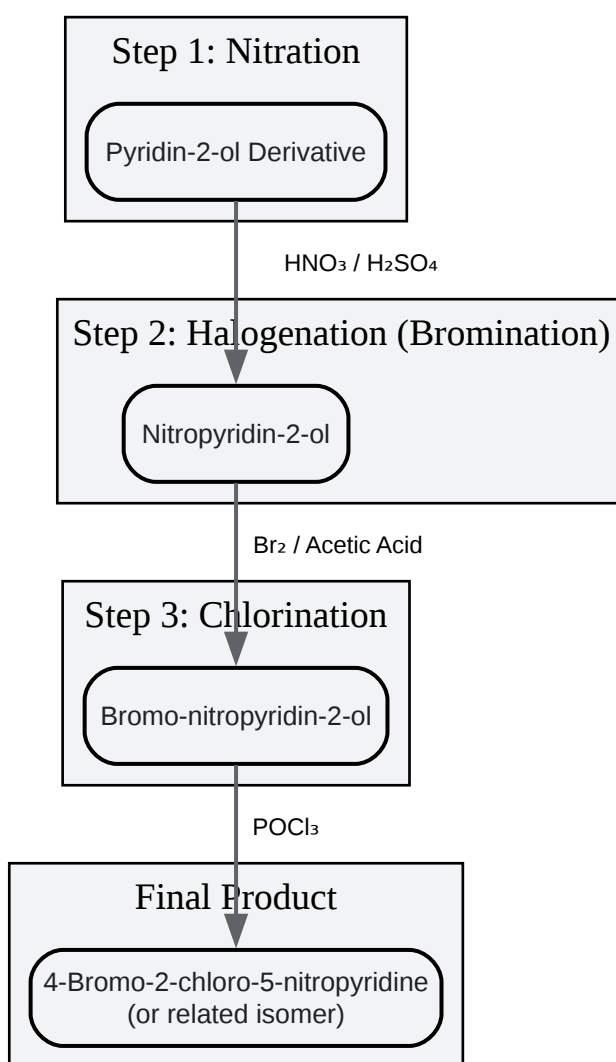 Step 1: Nitration
Pyridin-2-ol Derivative
HNO₃ / H₂SO₄
Step 2: Halogenation (Bromination)
Nitropyridin-2-ol
Br₂ / Acetic Acid
Step 3: Chlorination
Bromo-nitropyridin-2-ol
POCl₃
Final Product
4-Bromo-2-chloro-5-nitropyridine
(or related isomer)